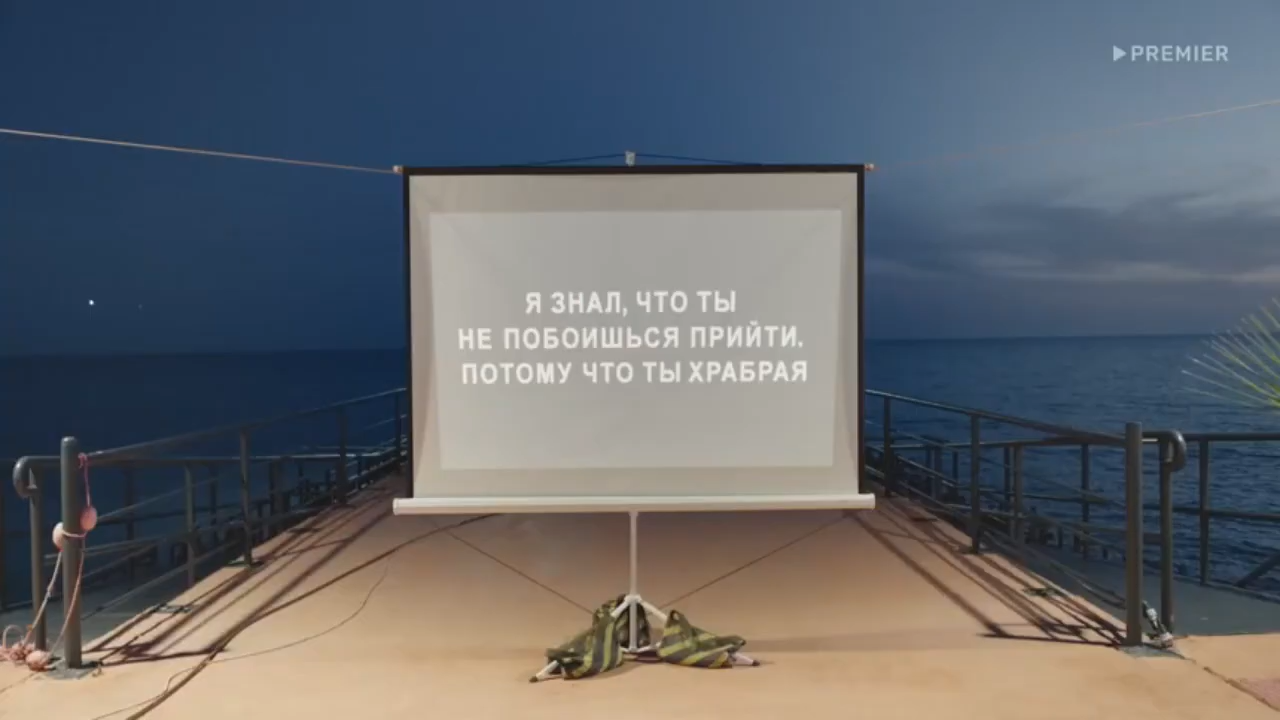 PREMIER
Я ЗНАЛ, ЧТО ТЫ
НЕ ПОБОИШЬСЯ ПРИЙТИ.
ПОТОМУ ЧТО ТЫ ХРАБРАЯ